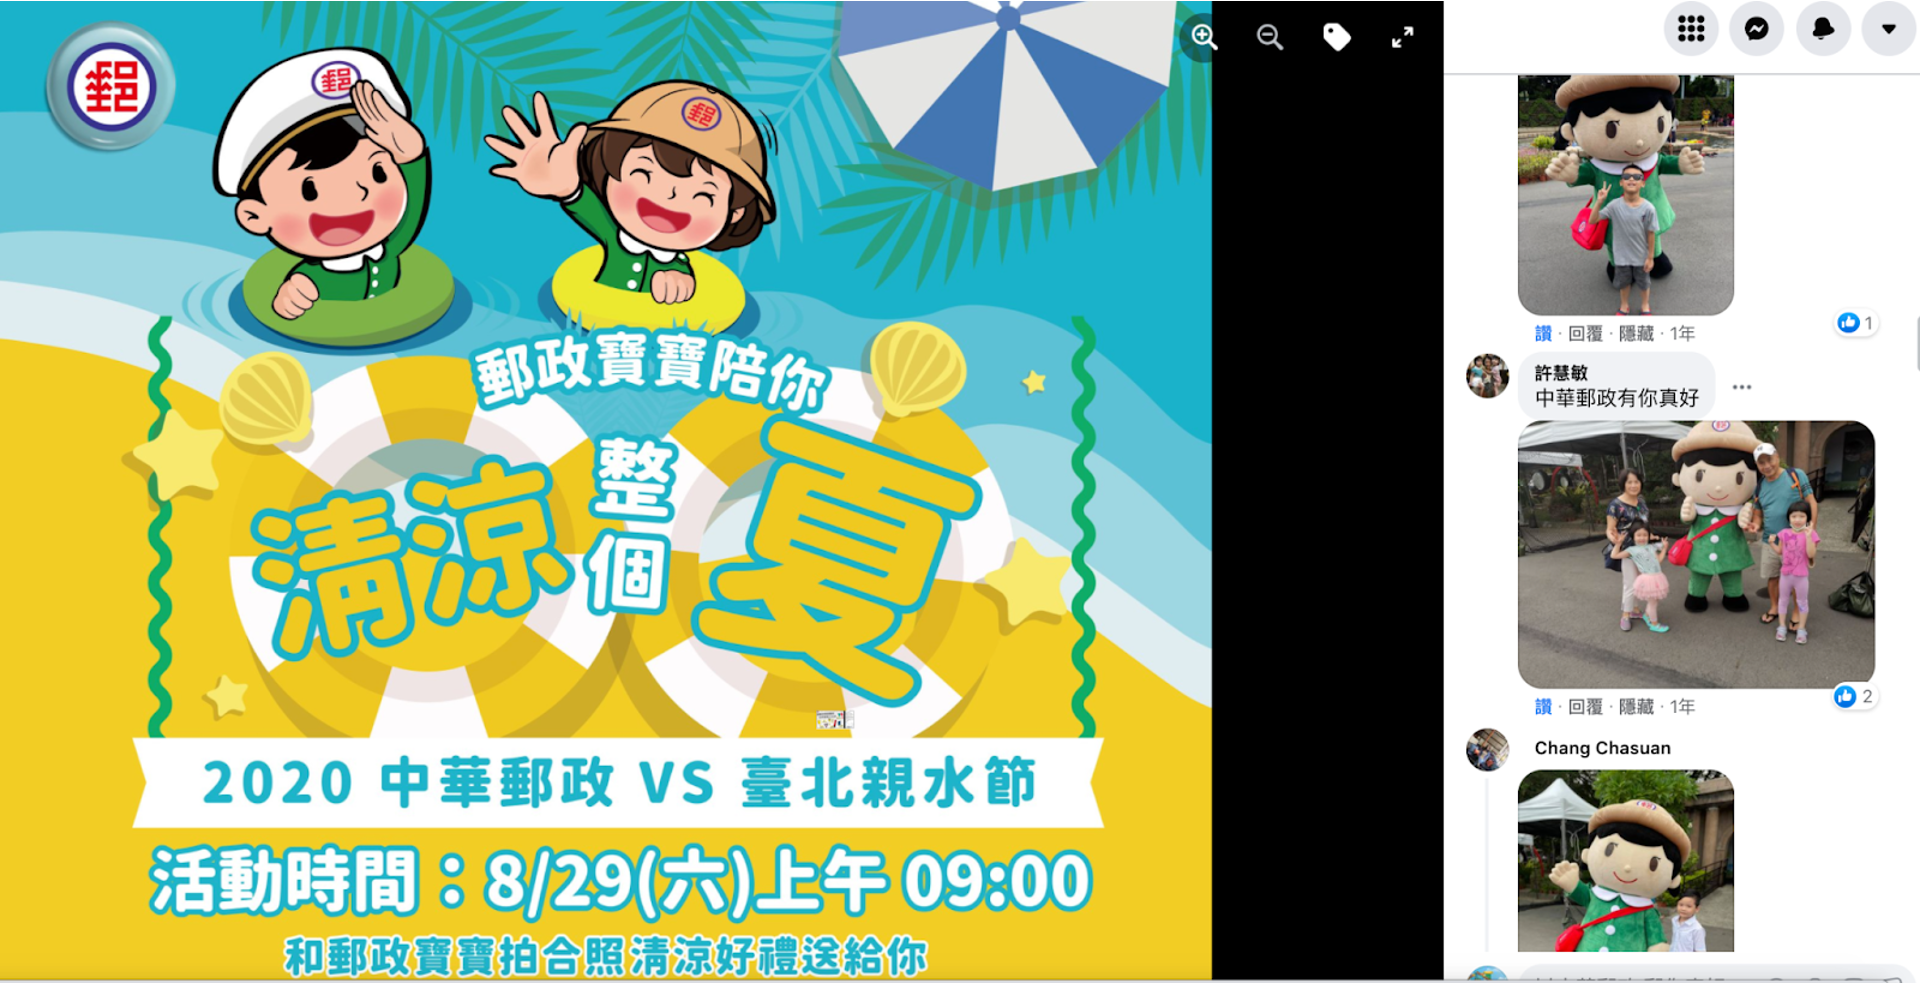 郵
郵
郵
郵政寶寶陪你
清涼
整個
夏
2020 中華郵政 VS 臺北親水節
活動時間：8/29(六)上午 09:00
和郵政寶寶拍合照清涼好禮送給你
讚 · 回覆 · 隱藏 · 1年
1
許慧敏
中華郵政有你真好
讚 · 回覆 · 隱藏 · 1年
2
Chang Chasuan